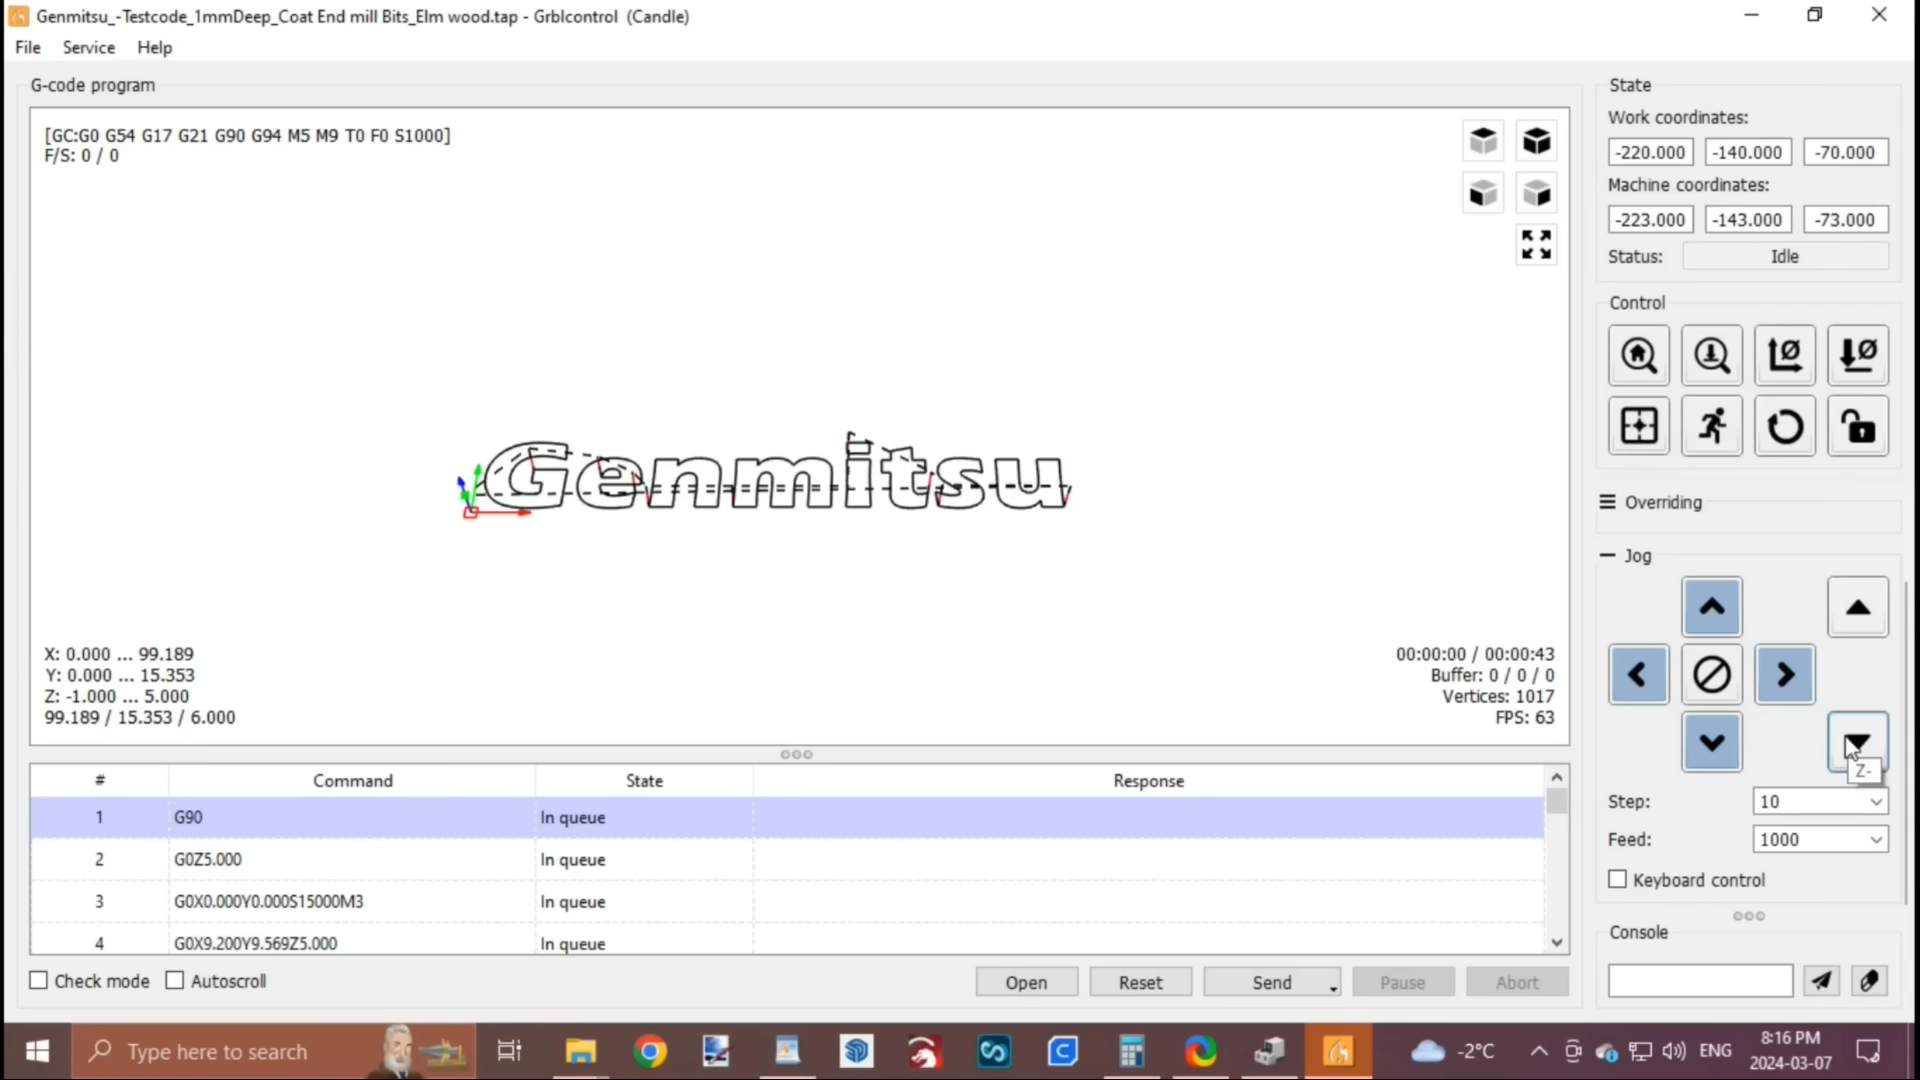 Genmitsu_-Testcode_1mmDeep_Coat End mill Bits_Elm wood.tap - Grblcontrol (Candle)
File Service Help
G-code program
[GC:G0 G54 G17 G21 G90 G94 M5 M9 T0 F0 S1000]
F/S: 0 / 0
Genmitsu
X: 0.000 ... 99.189
Y: 0.000 ... 15.353
Z: -1.000 ... 5.000
99.189 / 15.353 / 6.000
00:00:00 / 00:00:43
Buffer: 0 / 0 / 0
Vertices: 1017
FPS: 63
# Command State Response
1 G90 In queue
2 G0Z5.000 In queue
3 G0X0.000Y0.000S15000M3 In queue
4 G0X9.200Y9.569Z5.000 In queue
Check mode Autoscroll Open Reset Send Pause Abort
State
Work coordinates:
-220.000 -140.000 -70.000
Machine coordinates:
-223.000 -143.000 -73.000
Status: Idle
Control
Overriding
Jog
Z-
Step: 10
Feed: 1000
Keyboard control
Console
Type here to search
-2°C
ENG
8:16 PM
2024-03-07